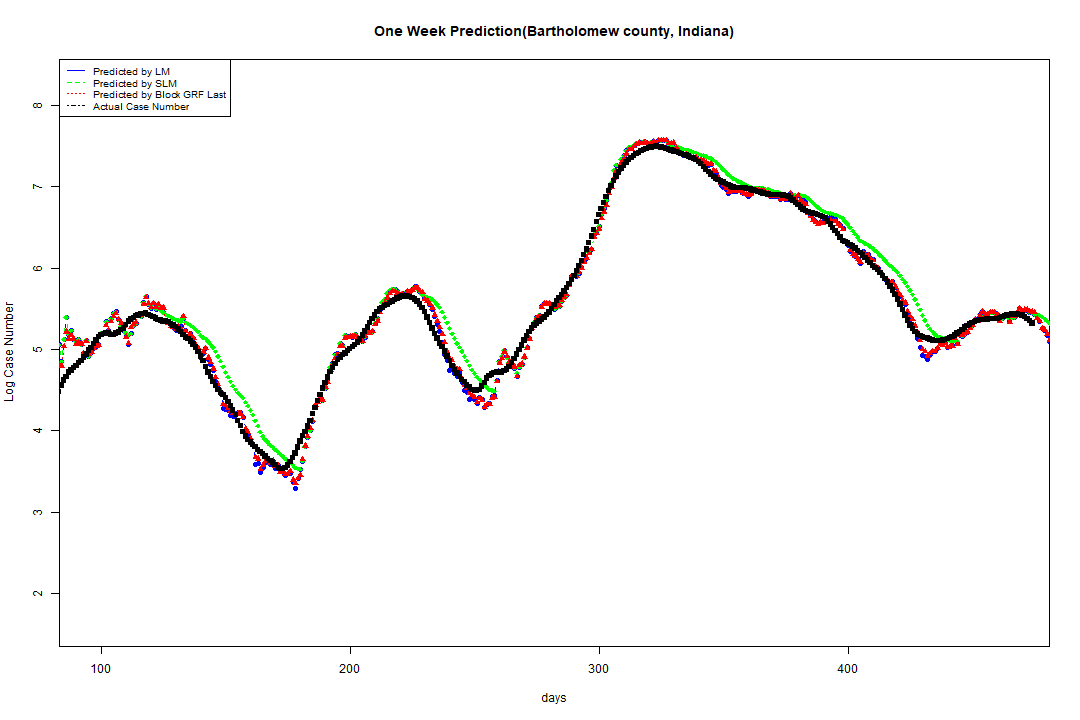 One Week Prediction(Bartholomew county, Indiana)
Predicted by LM
Predicted by SLM
Predicted by Block GRF Last
Actual Case Number
8
7
6
5
4
3
2
Log Case Number
100 200 300 400
days